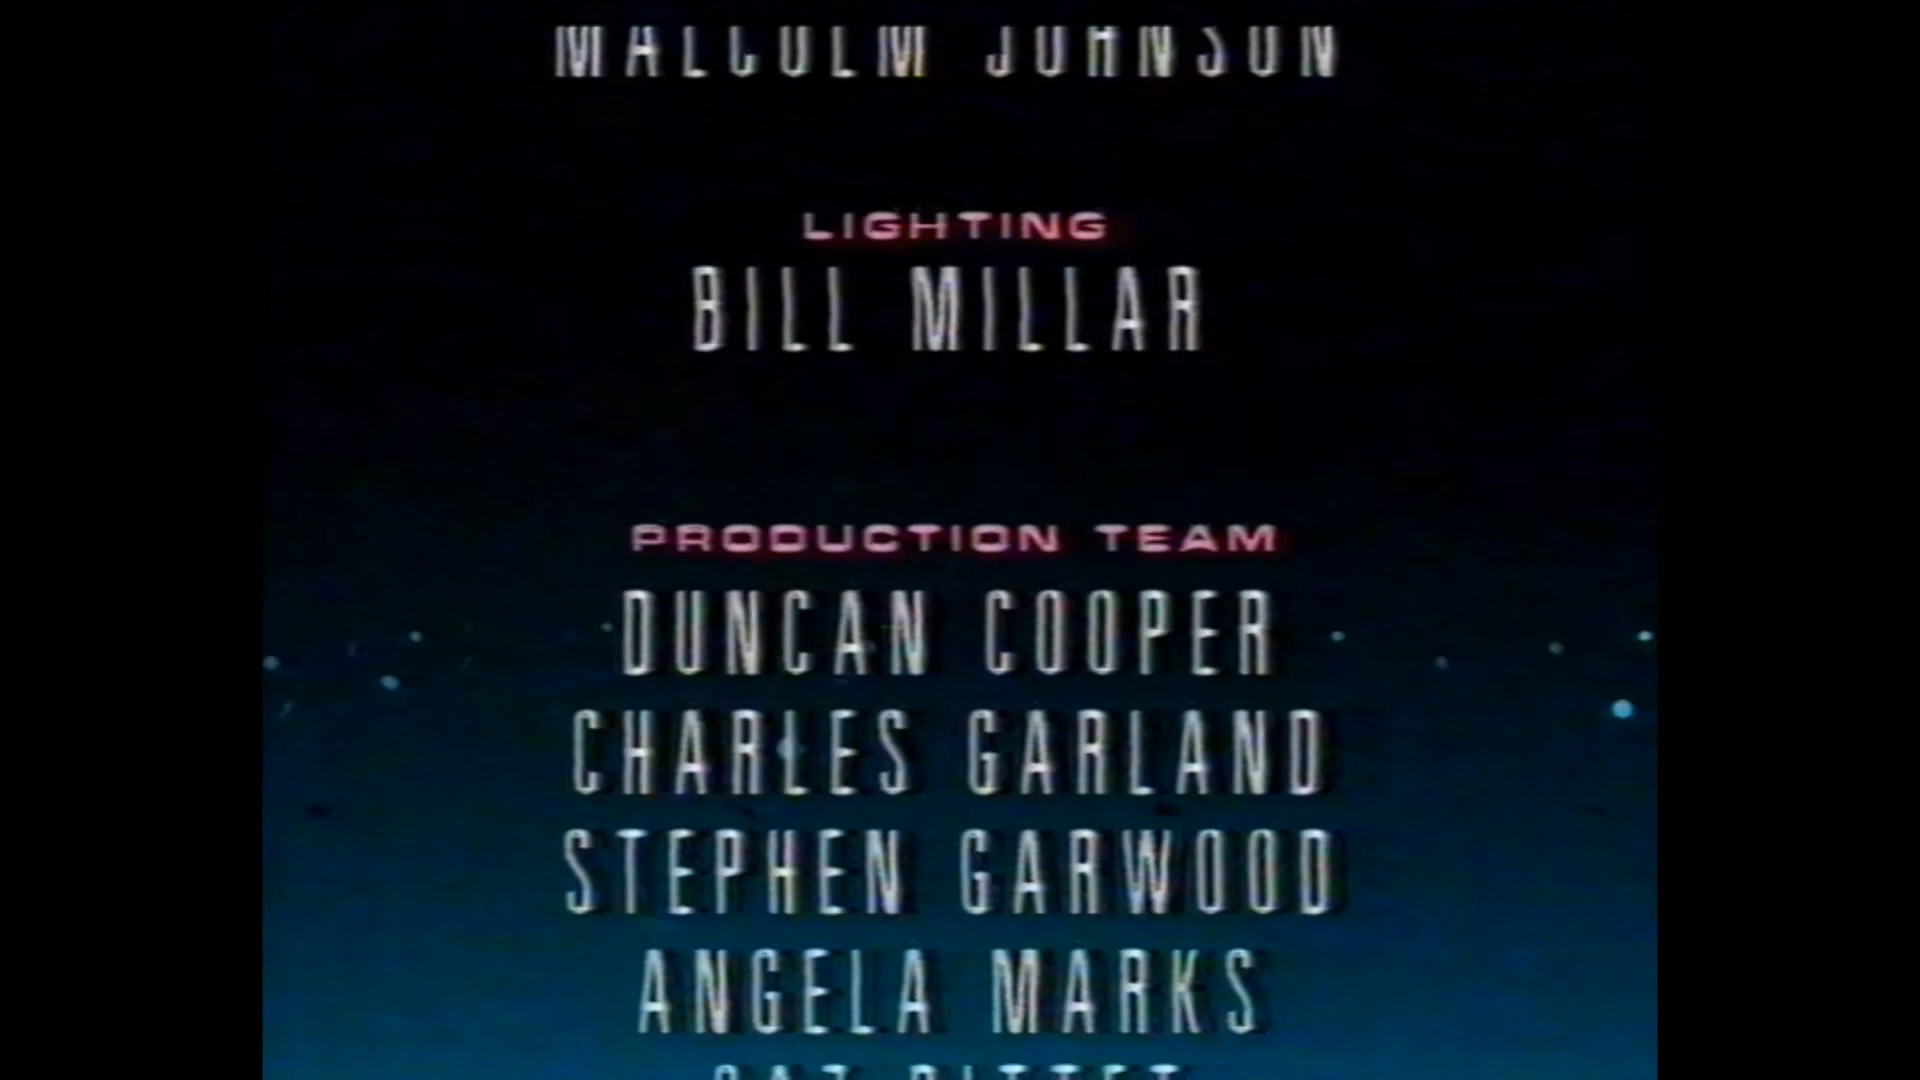 MALCOLM JOHNSON
LIGHTING
BILL MILLAR
PRODUCTION TEAM
DUNCAN COOPER
CHARLES GARLAND
STEPHEN GARWOOD
ANGELA MARKS